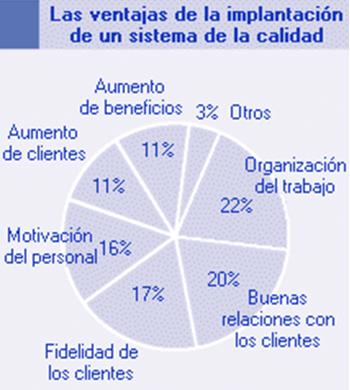 Las ventajas de la implantación
de un sistema de la calidad
Aumento
de beneficios
3% Otros
Aumento
de clientes
11%
11%
Organización
del trabajo
22%
Motivación
del personal
16%
20%
Buenas
relaciones con
los clientes
17%
Fidelidad de
los clientes